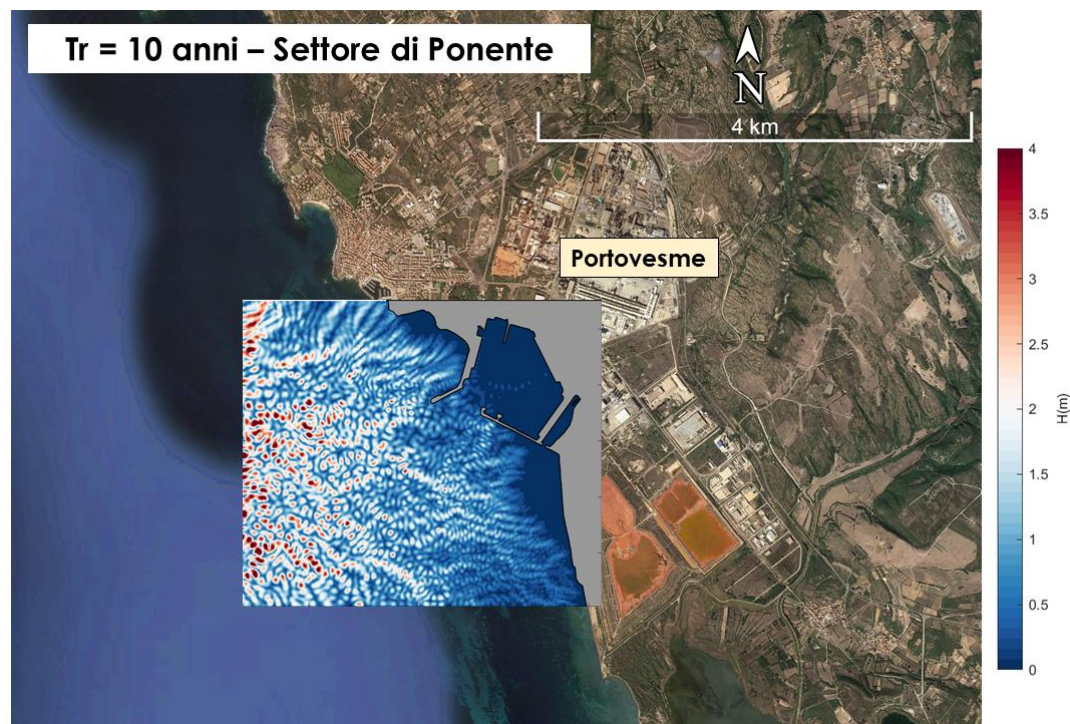 Tr = 10 anni – Settore di Ponente
N
4 km
Portovesme
4
3.5
3
2.5
2
1.5
1
0.5
0
H(m)